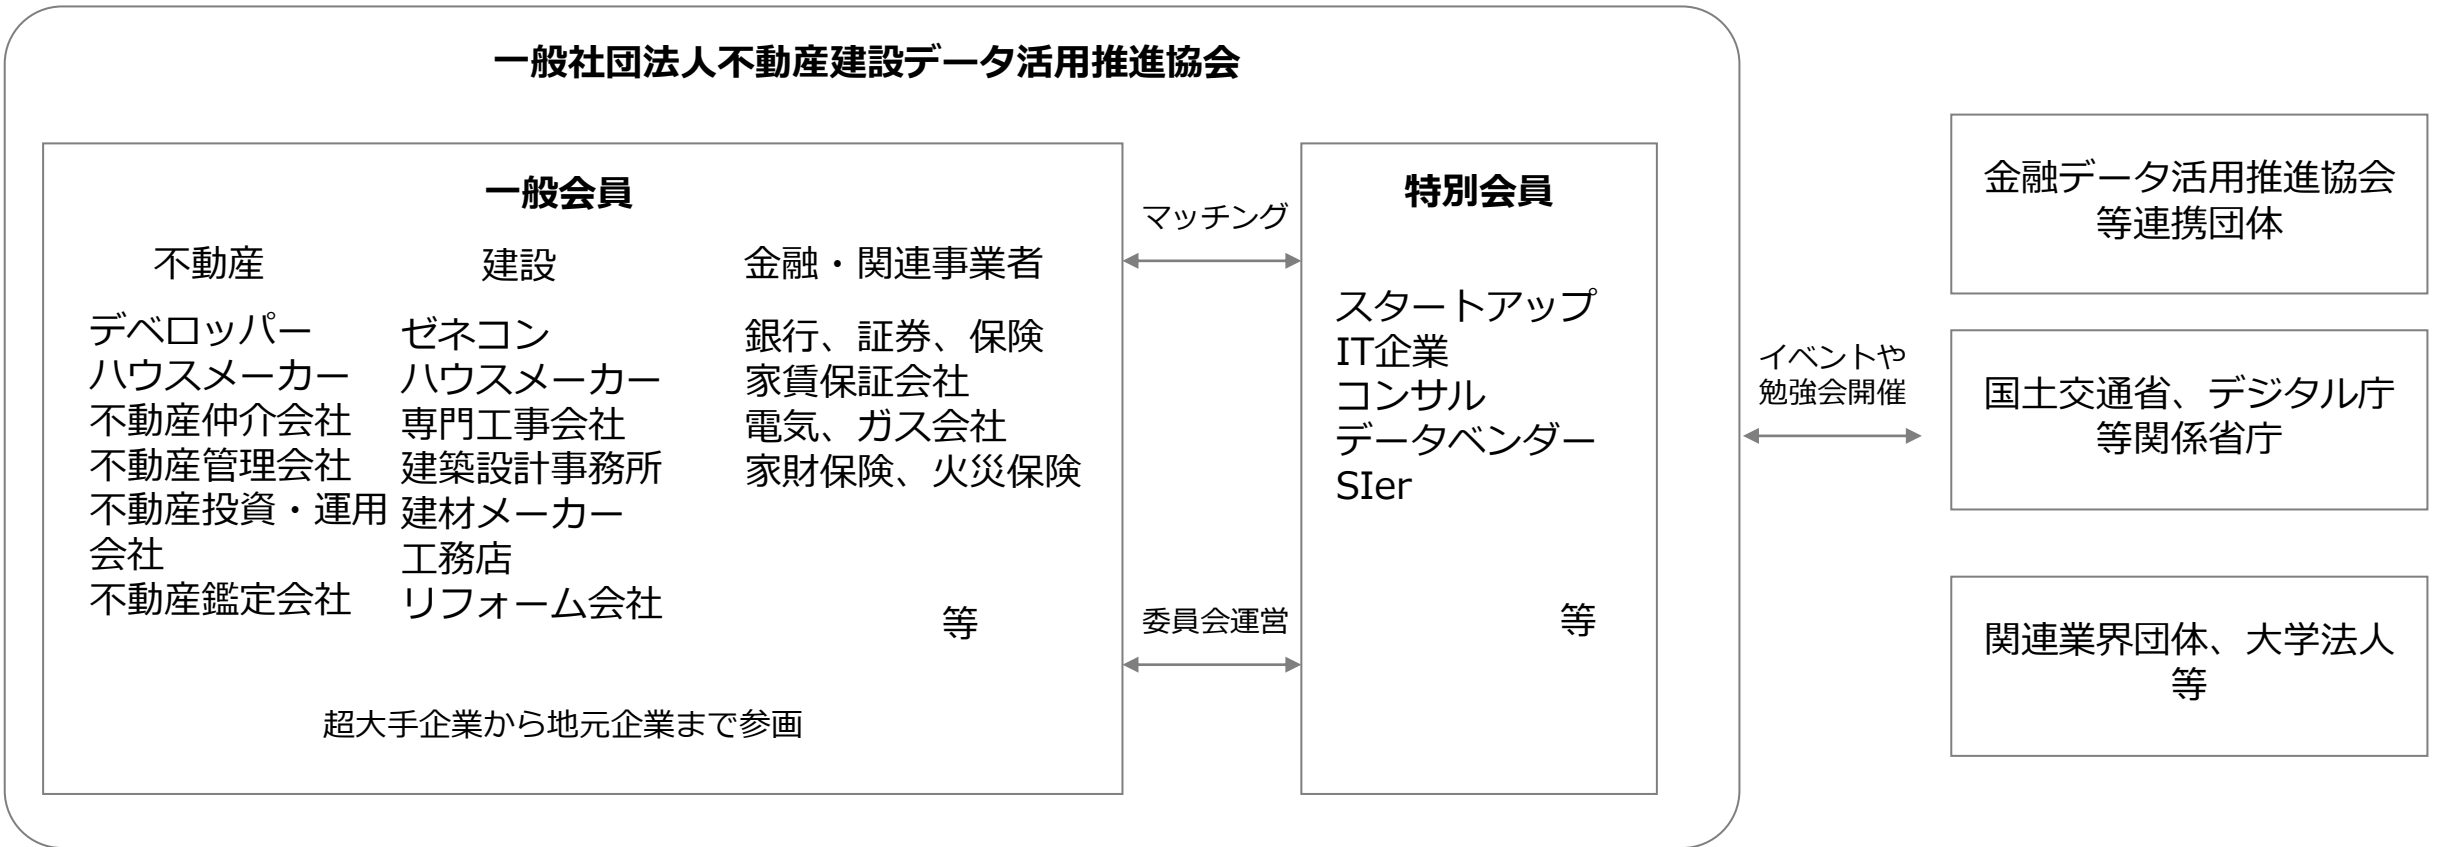 一般社団法人不動産建設データ活用推進協会
一般会員
不動産
デベロッパー
ハウスメーカー
不動産仲介会社
不動産管理会社
不動産投資・運用
会社
不動産鑑定会社
建設
ゼネコン
ハウスメーカー
専門工事会社
建築設計事務所
建材メーカー
工務店
リフォーム会社
金融・関連事業者
銀行、証券、保険
家賃保証会社
電気、ガス会社
家財保険、火災保険
等
超大手企業から地元企業まで参画
マッチング
委員会運営
特別会員
スタートアップ
IT企業
コンサル
データベンダー
SIer
等
イベントや
勉強会開催
金融データ活用推進協会
等連携団体
国土交通省、デジタル庁
等関係省庁
関連業界団体、大学法人
等